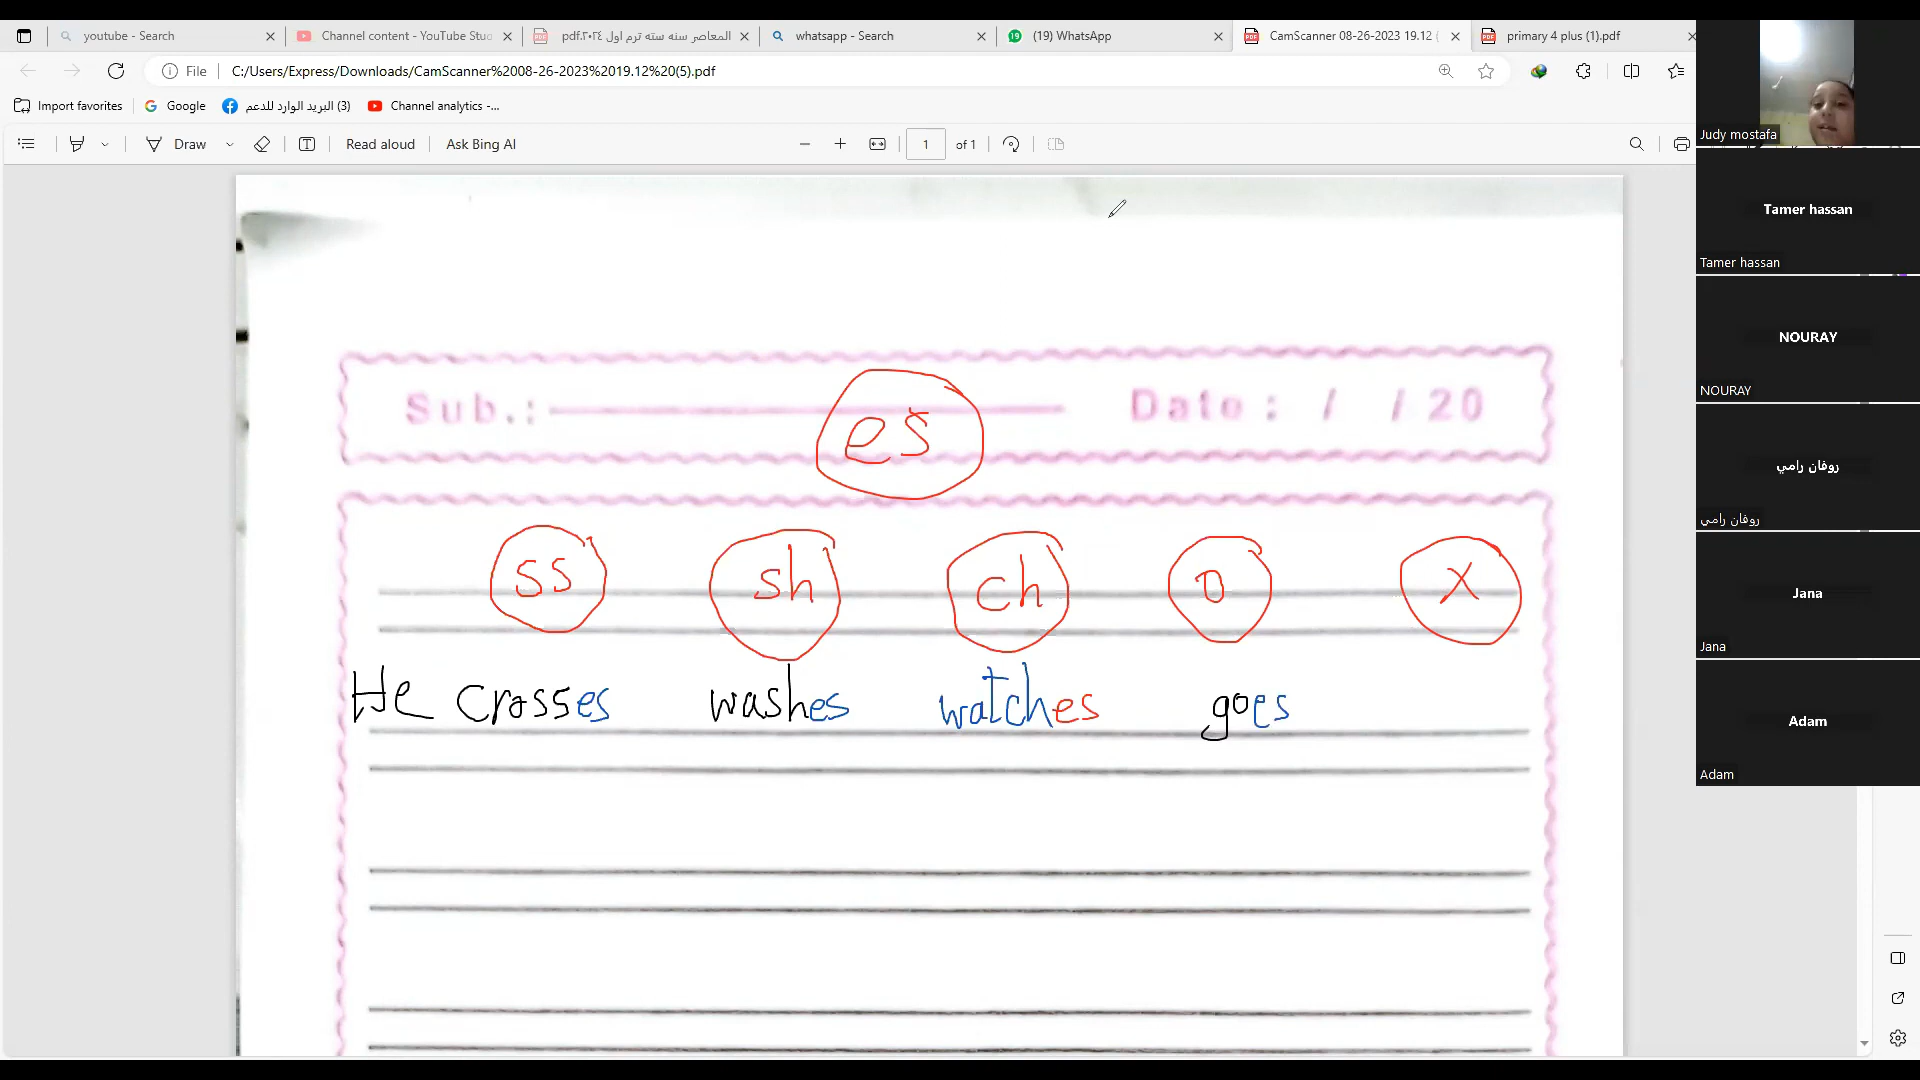 youtube - Search
Channel content - YouTube Stud
المعاصر سنه سته ترم اول ٢٠٢٤.pdf
whatsapp - Search
(19) WhatsApp
CamScanner 08-26-2023 19.12 (
primary 4 plus (1).pdf
File
C:/Users/Express/Downloads/CamScanner%2008-26-2023%2019.12%20(5).pdf
Import favorites
Google
(3) البريد الوارد للدعم
Channel analytics -...
Draw
Read aloud
Ask Bing AI
1 of 1
Sub.:
es
Date: / /20
ss sh ch o x
He crosses washes watches goes
Judy mostafa
Tamer hassan
Tamer hassan
NOURAY
NOURAY
روفان رامي
روفان رامي
Jana
Jana
Adam
Adam